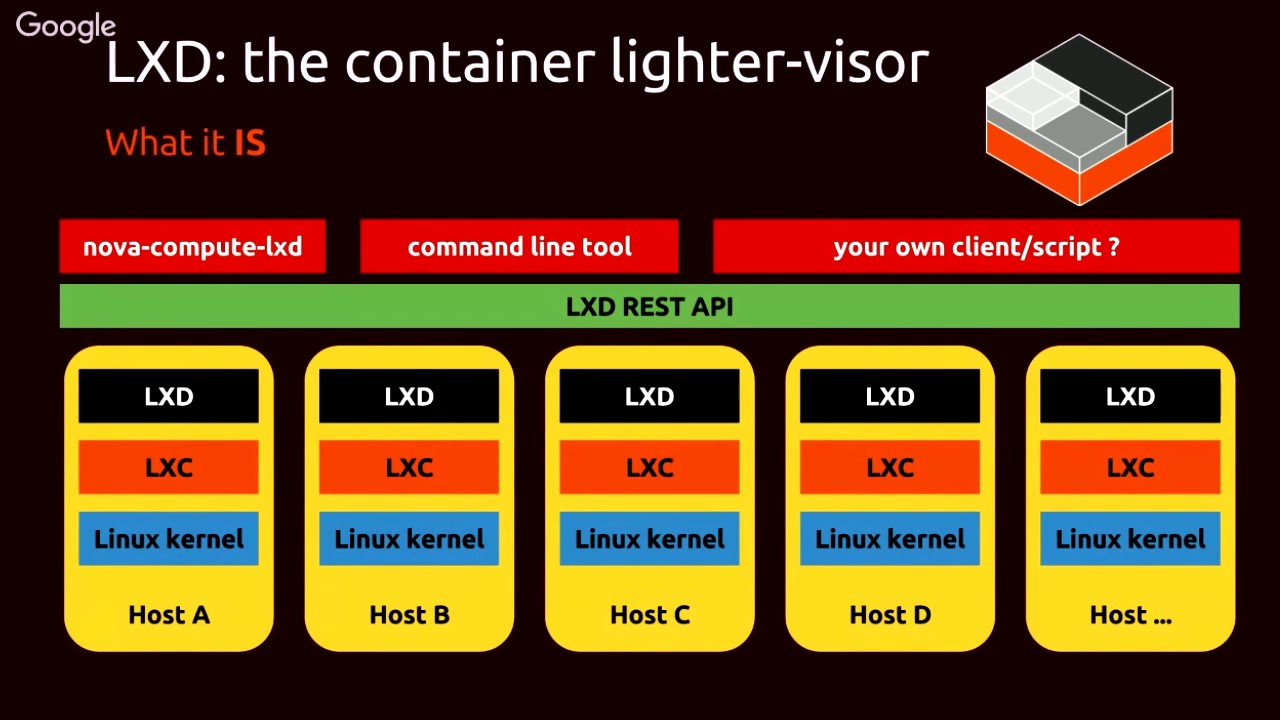 Google
LXD: the container lighter-visor
What it IS
nova-compute-lxd
command line tool
your own client/script ?
LXD REST API
LXD
LXD
LXD
LXD
LXD
LXC
LXC
LXC
LXC
LXC
Linux kernel
Linux kernel
Linux kernel
Linux kernel
Linux kernel
Host A
Host B
Host C
Host D
Host ...